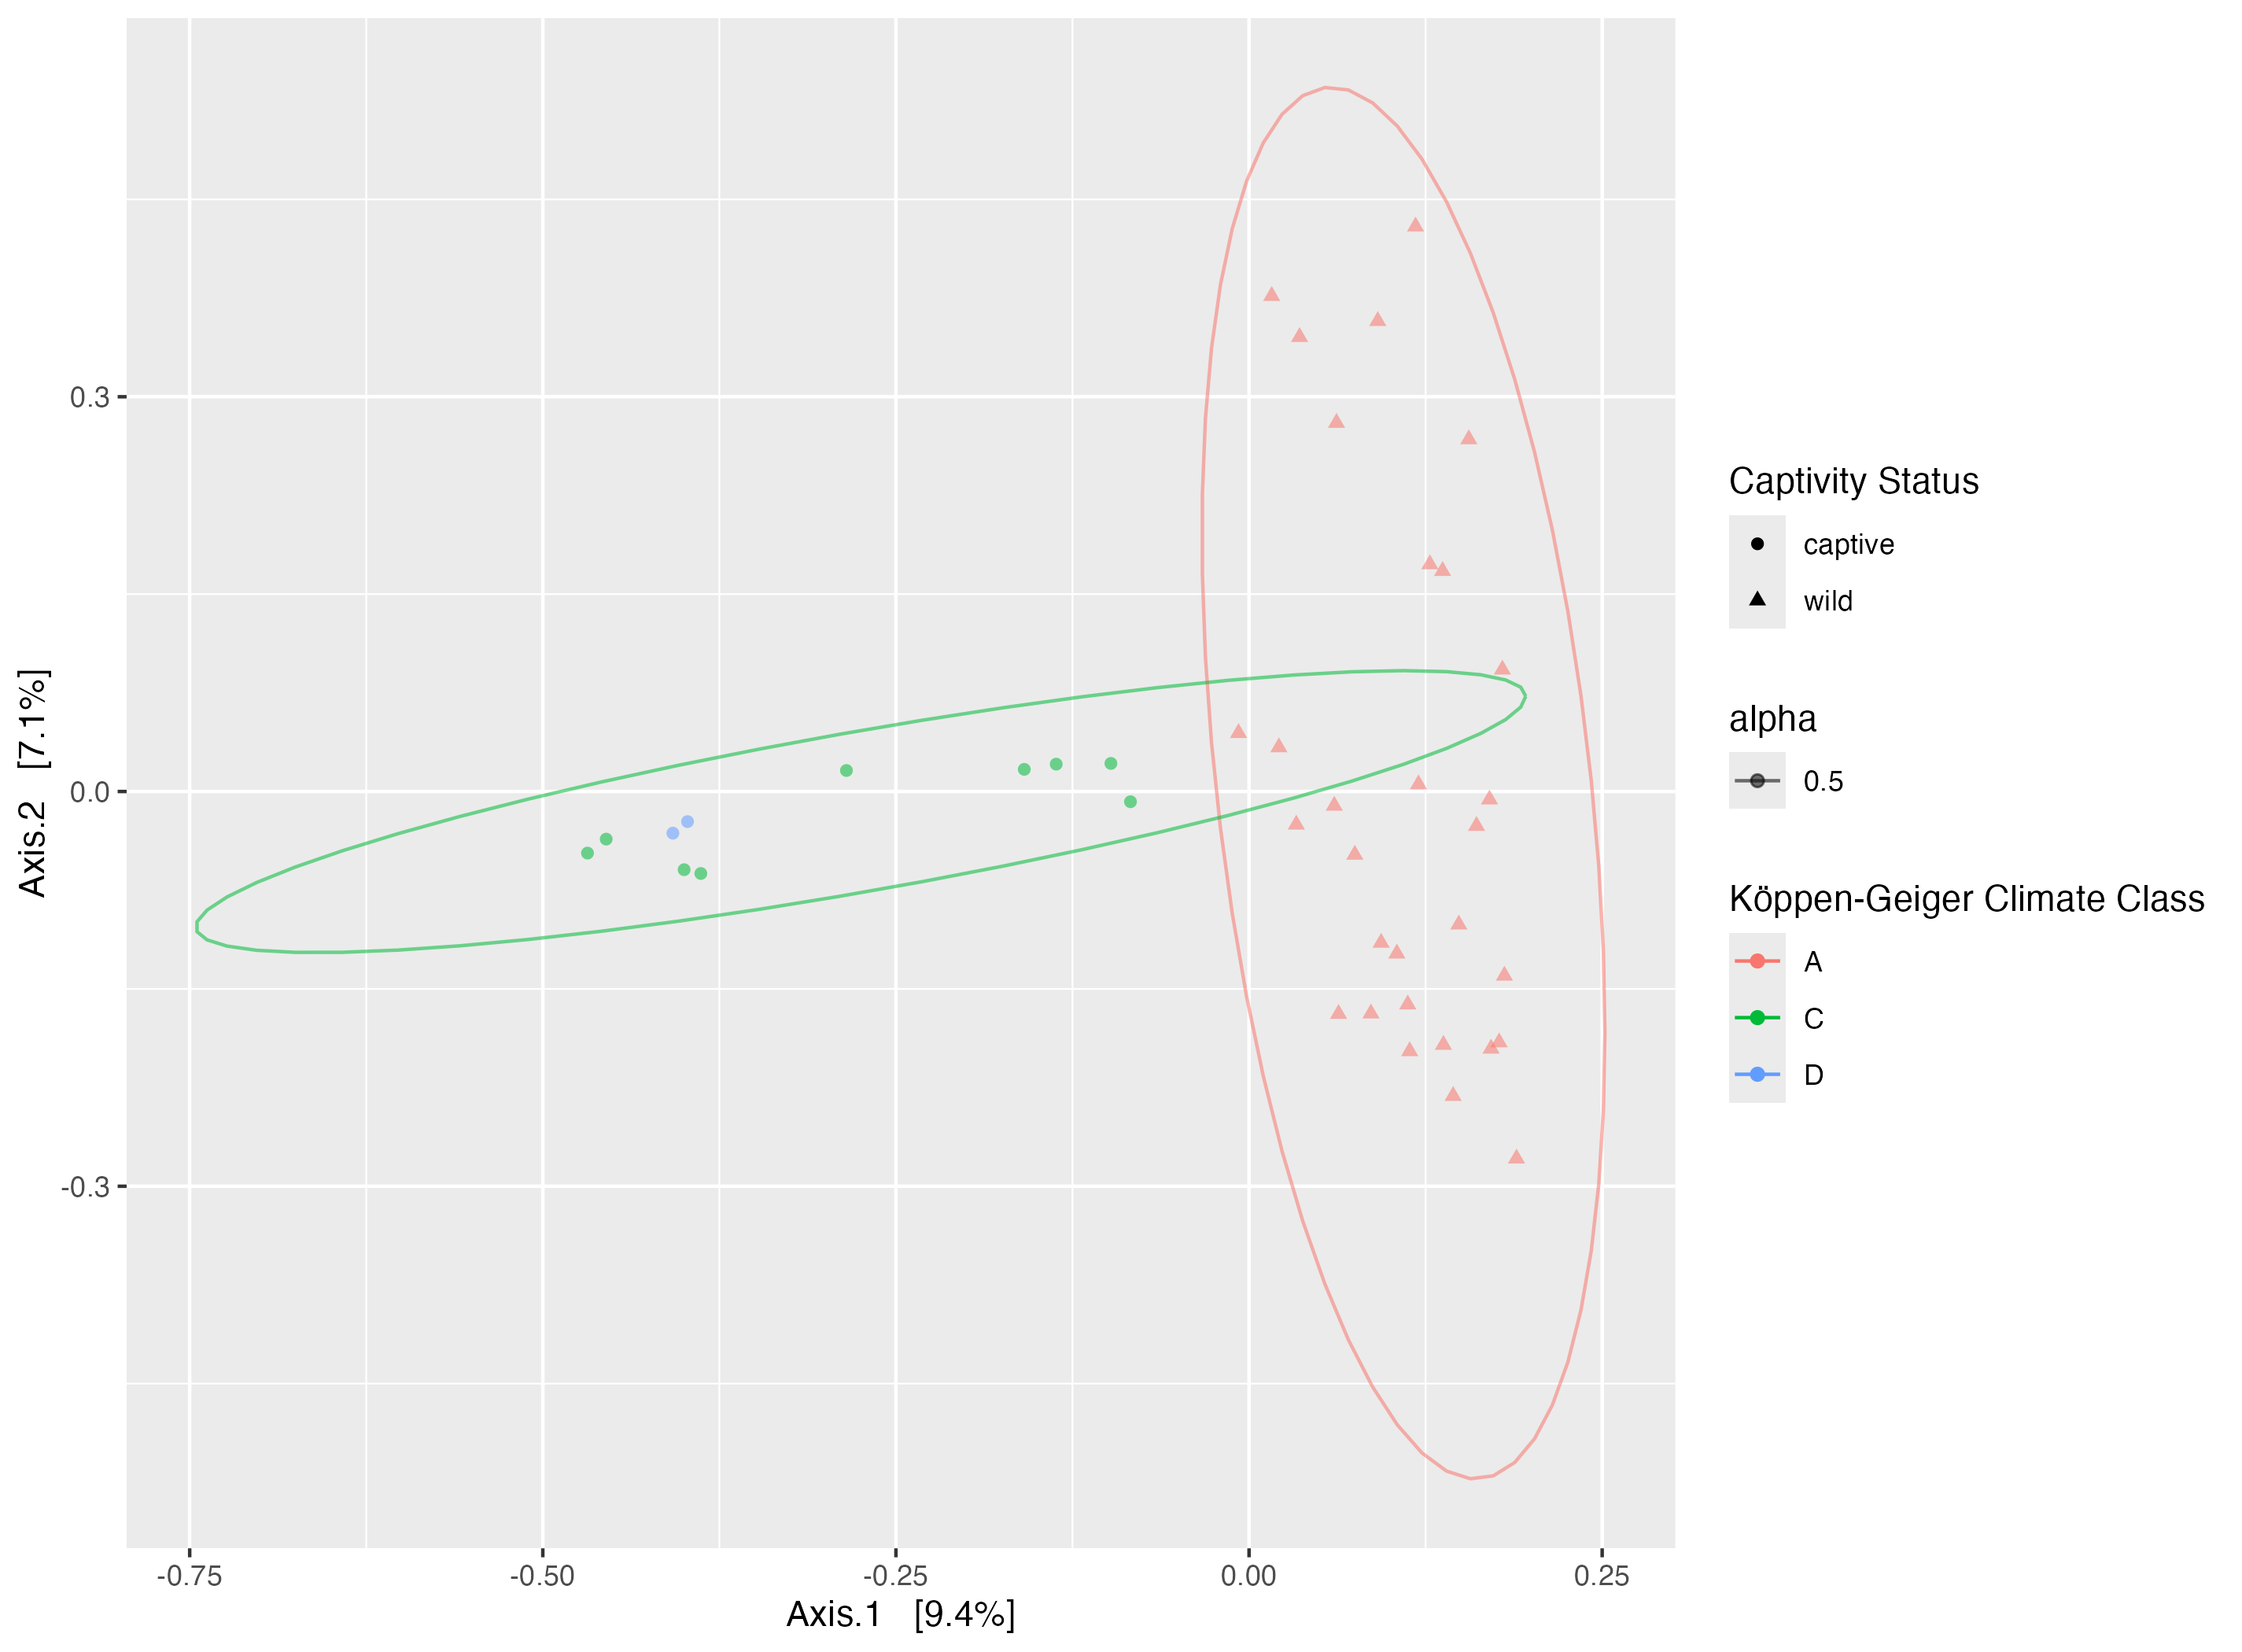 0.3
0.0
-0.3
Axis.2 [7.1%]
-0.75
-0.50
-0.25
0.00
0.25
Axis.1 [9.4%]
Captivity Status
captive
wild
alpha
0.5
Köppen-Geiger Climate Class
A
C
D